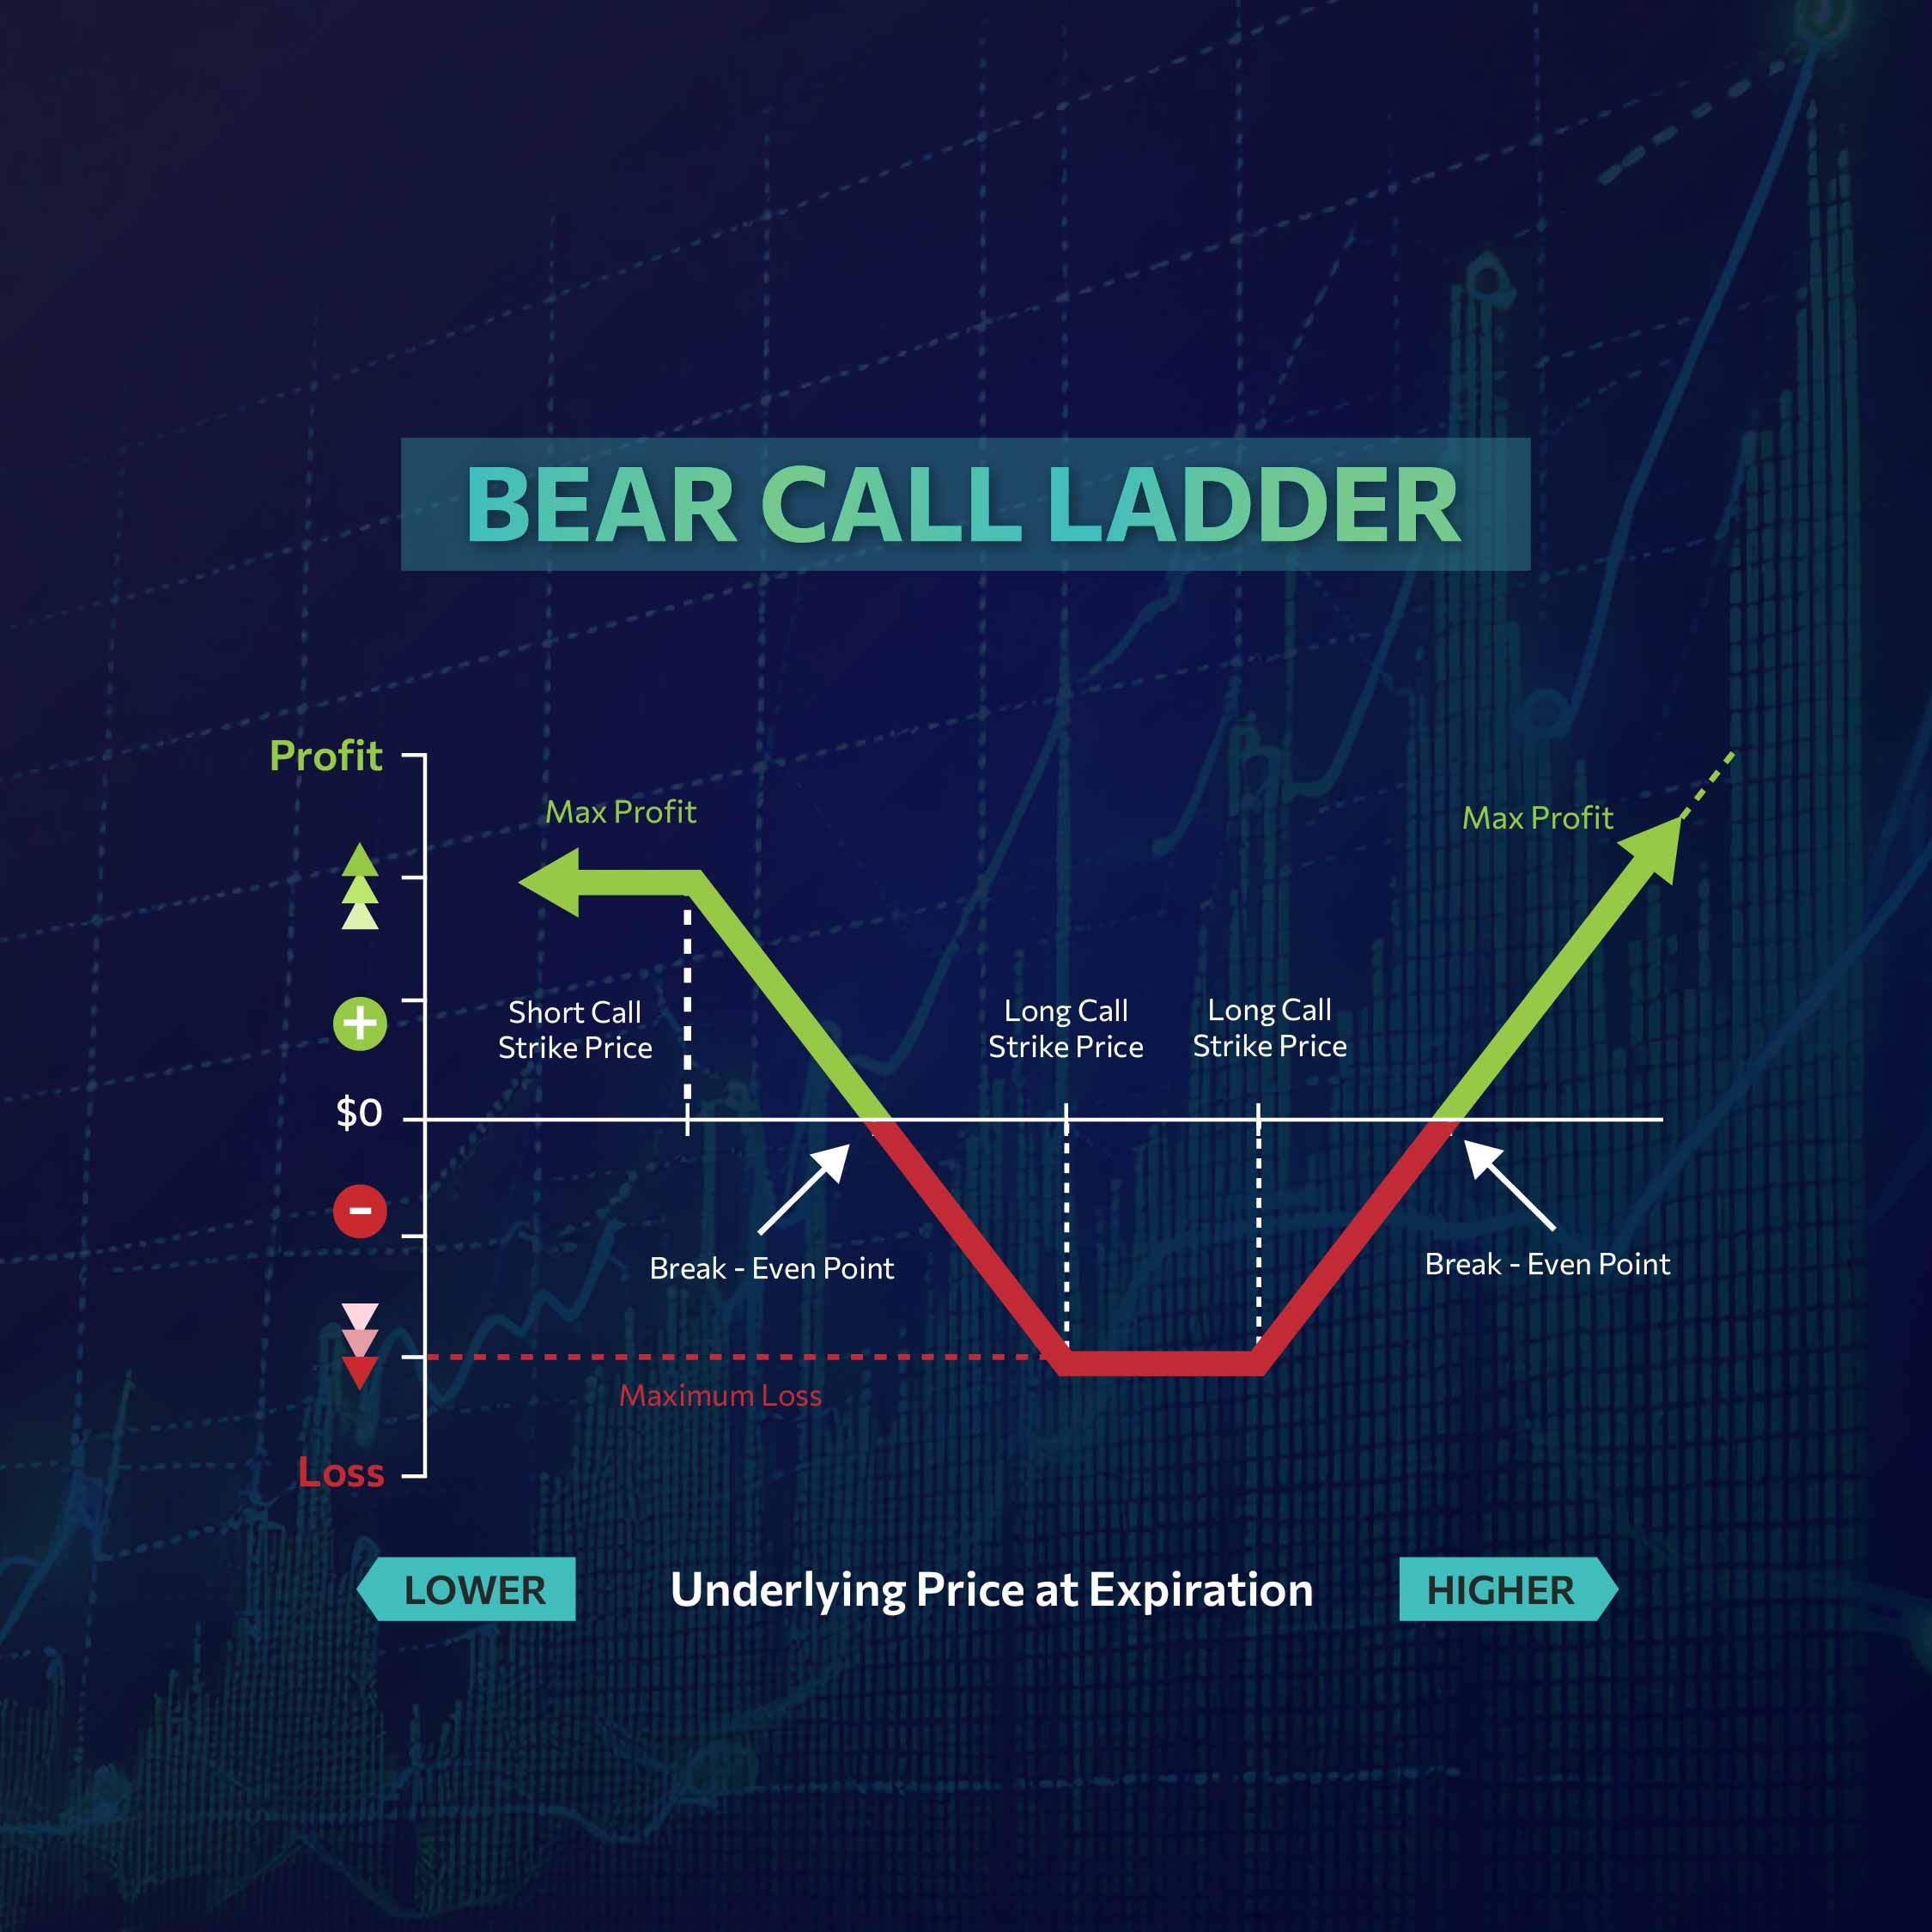 BEAR CALL LADDER
Profit
Max Profit
Max Profit
Short Call
Strike Price
Long Call
Strike Price
Long Call
Strike Price
+
$0
-
Break - Even Point
Break - Even Point
Maximum Loss
Loss
LOWER
Underlying Price at Expiration
HIGHER